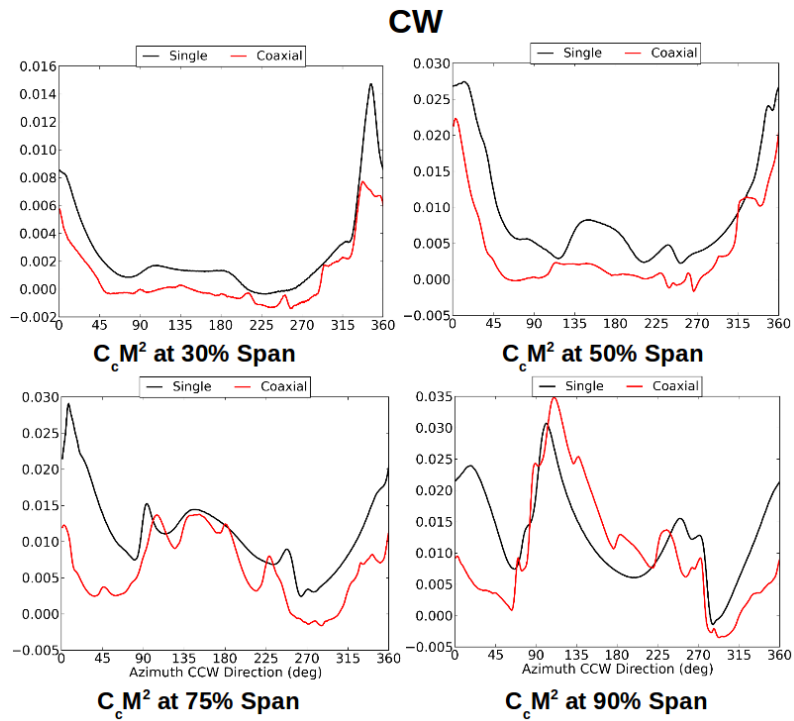 CW
Single Coaxial
Single Coaxial
0.016
0.014
0.012
0.010
0.008
0.006
0.004
0.002
0.000
−0.002
0 45 90 135 180 225 270 315 360
0.030
0.025
0.020
0.015
0.010
0.005
0.000
−0.005
0 45 90 135 180 225 270 315 360
CcM² at 30% Span
CcM² at 50% Span
Single Coaxial
Single Coaxial
0.030
0.025
0.020
0.015
0.010
0.005
0.000
−0.005
0 45 90 135 180 225 270 315 360
Azimuth CCW Direction (deg)
0.035
0.030
0.025
0.020
0.015
0.010
0.005
0.000
−0.005
0 45 90 135 180 225 270 315 360
Azimuth CCW Direction (deg)
CcM² at 75% Span
CcM² at 90% Span